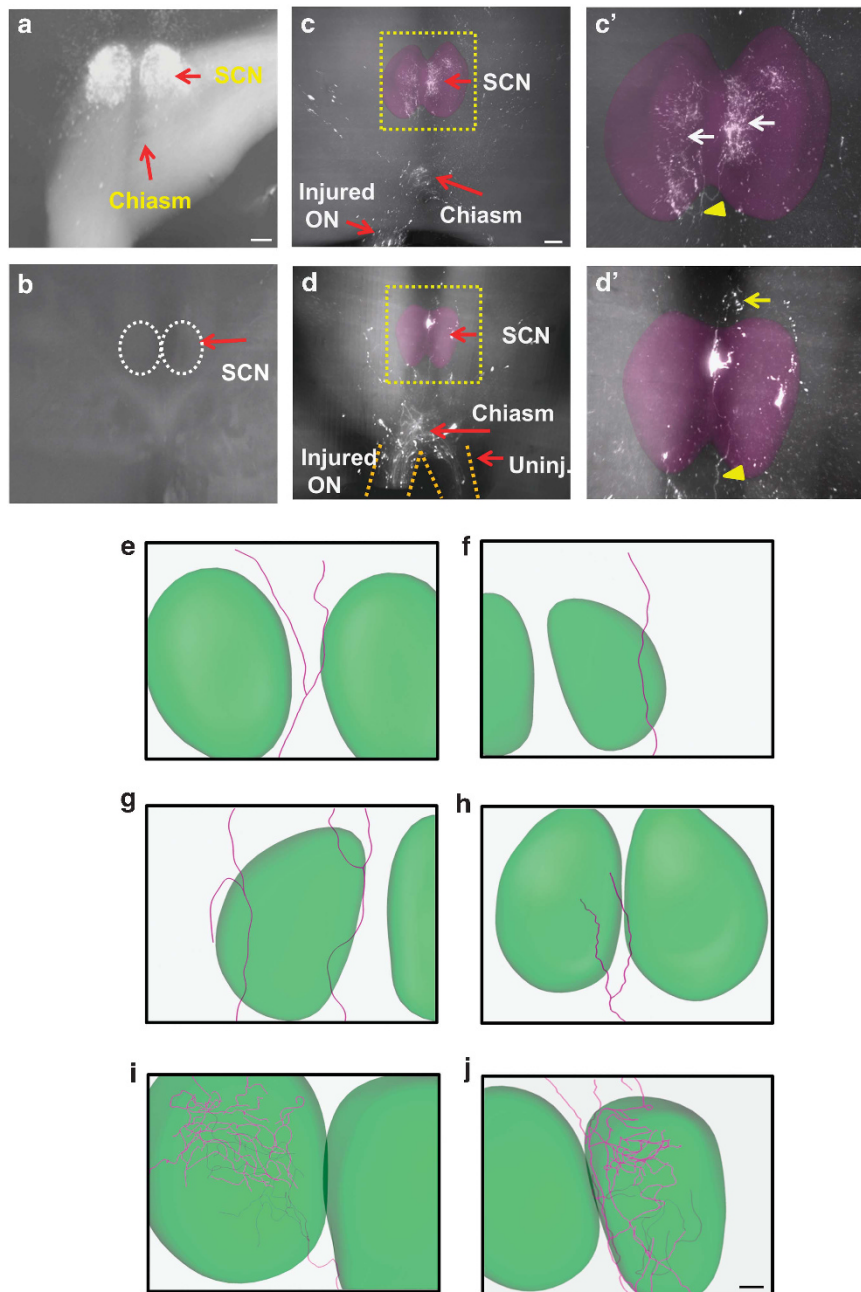 a
SCN
Chiasm
c
SCN
Injured
ON
Chiasm
c'
b
SCN
d
SCN
Chiasm
Injured
ON
Uninj.
d'
e
f
g
h
i
j